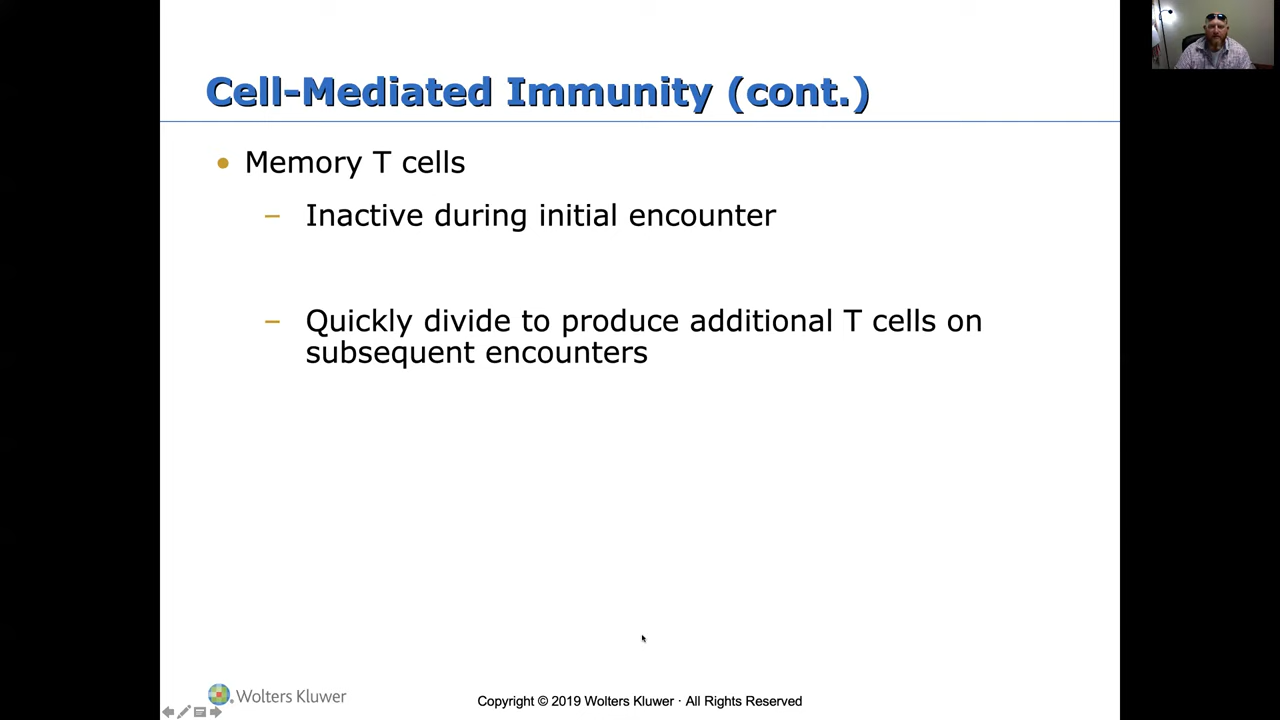 Cell-Mediated Immunity (cont.)
• Memory T cells
– Inactive during initial encounter
– Quickly divide to produce additional T cells on
subsequent encounters
Wolters Kluwer
Copyright © 2019 Wolters Kluwer · All Rights Reserved